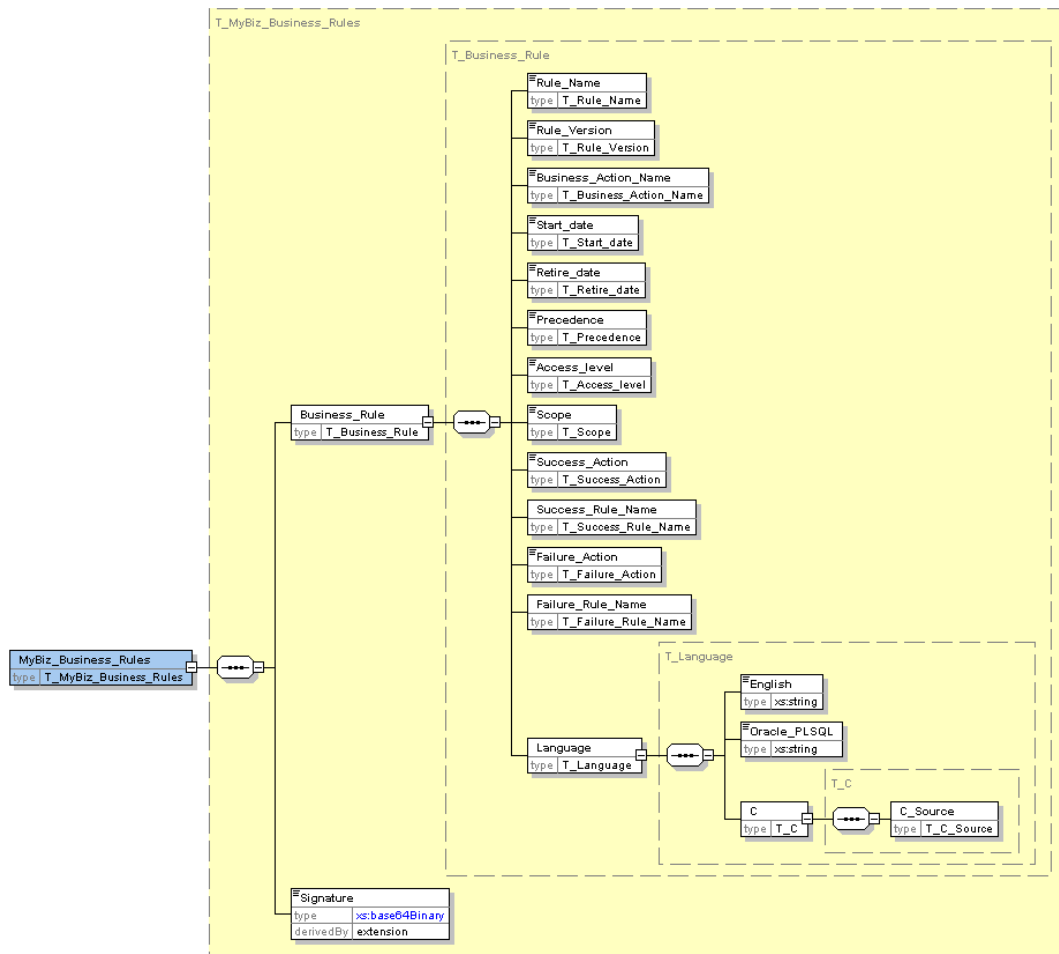 T_MyBiz_Business_Rules
T_Business_Rule
Rule_Name
type T_Rule_Name
Rule_Version
type T_Rule_Version
Business_Action_Name
type T_Business_Action_Name
Start_date
type T_Start_date
Retire_date
type T_Retire_date
Precedence
type T_Precedence
Access_level
type T_Access_level
Business_Rule
type T_Business_Rule
Scope
type T_Scope
Success_Action
type T_Success_Action
Success_Rule_Name
type T_Success_Rule_Name
Failure_Action
type T_Failure_Action
Failure_Rule_Name
type T_Failure_Rule_Name
MyBiz_Business_Rules
type T_MyBiz_Business_Rules
T_Language
English
type xs:string
Oracle_PLSQL
type xs:string
Language
type T_Language
T_C
C
type T_C
C_Source
type T_C_Source
Signature
type xs:base64Binary
derivedBy extension